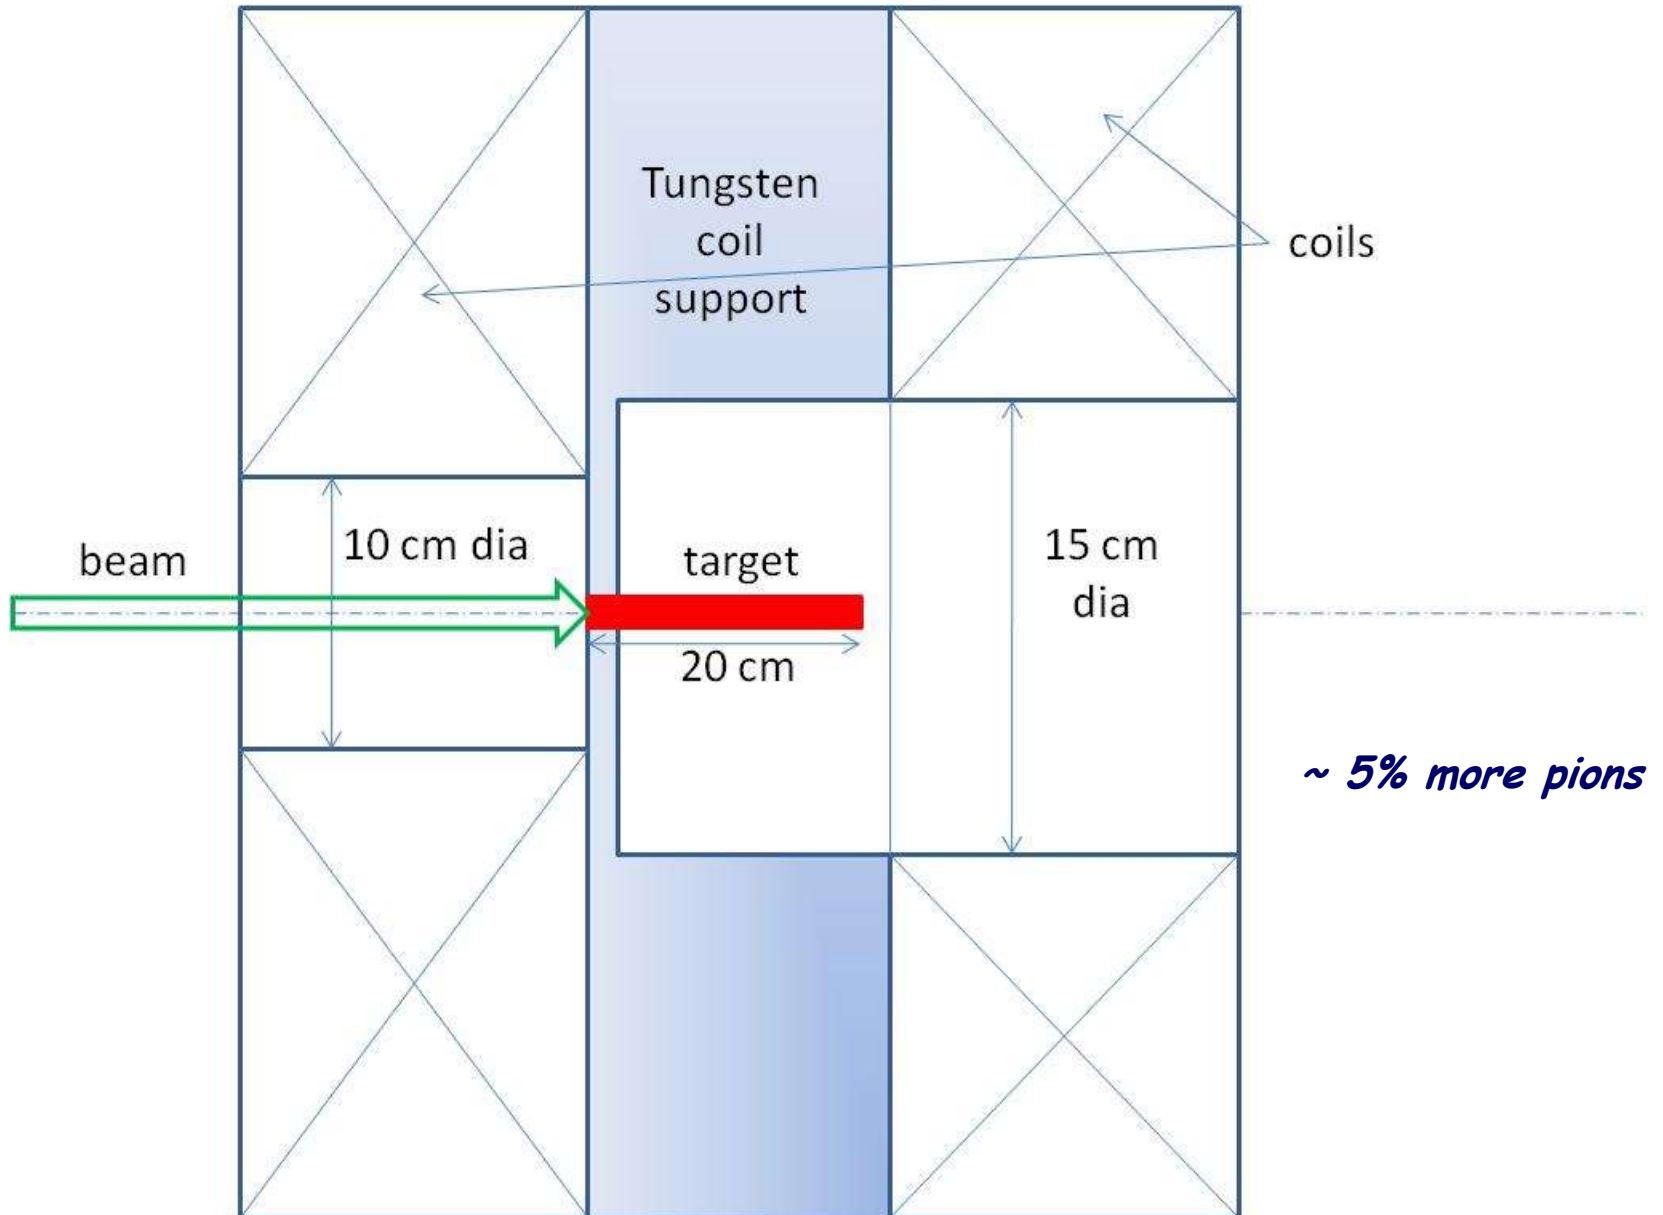 Tungsten
coil
support
coils
beam
10 cm dia
target
20 cm
15 cm
dia
~ 5% more pions